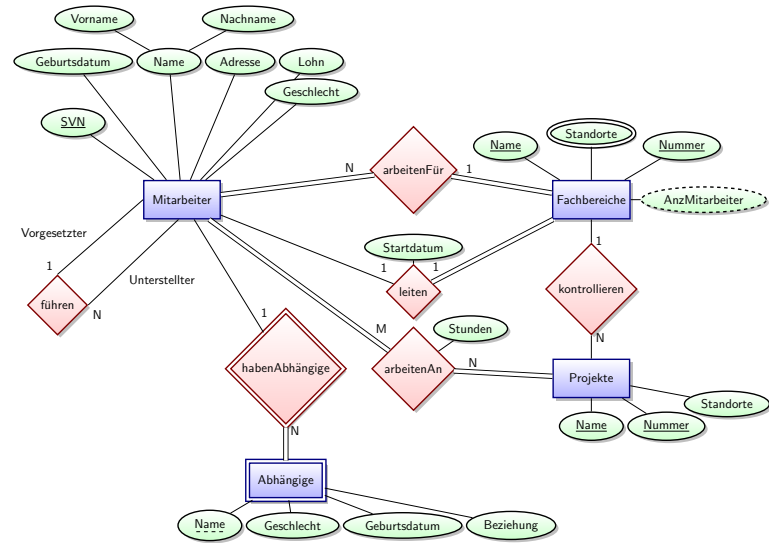 Vorname
Nachname
Geburtsdatum
Name
Adresse
Lohn
Geschlecht
SVN
Name
Standorte
Nummer
N
arbeitenFür
1
Mitarbeiter
Fachbereiche
AnzMitarbeiter
Vorgesetzter
Startdatum
1
1
1
1
Unterstellter
leiten
kontrollieren
führen
N
1
M
Stunden
N
N
habenAbhängige
arbeitenAn
Projekte
Standorte
Name
Nummer
N
Abhängige
Name
Geschlecht
Geburtsdatum
Beziehung